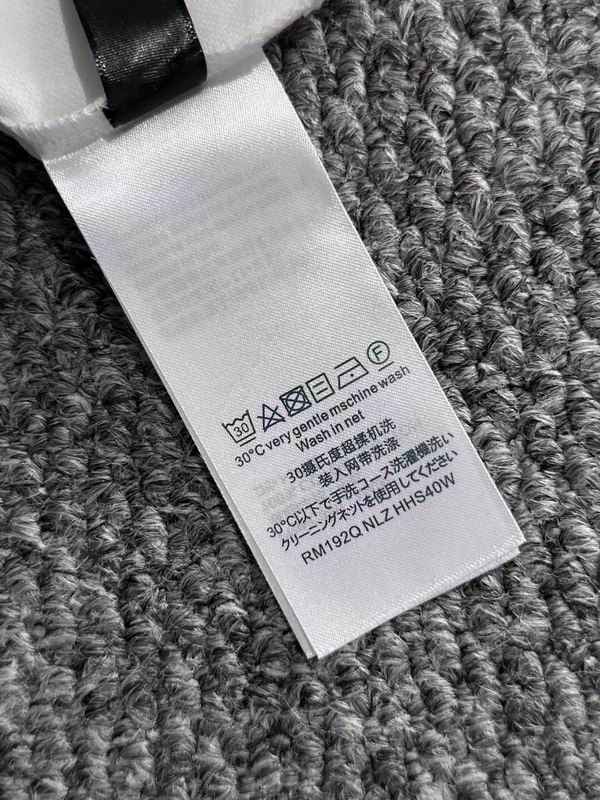 30 F
30°C very gentle mschine wash
Wash in net
30摄氏度超揉机洗
装入网带洗涤
30°C以下で手洗コース洗濯機洗い
クリーニングネットを使用してください
RM192Q NLZ HHS40W